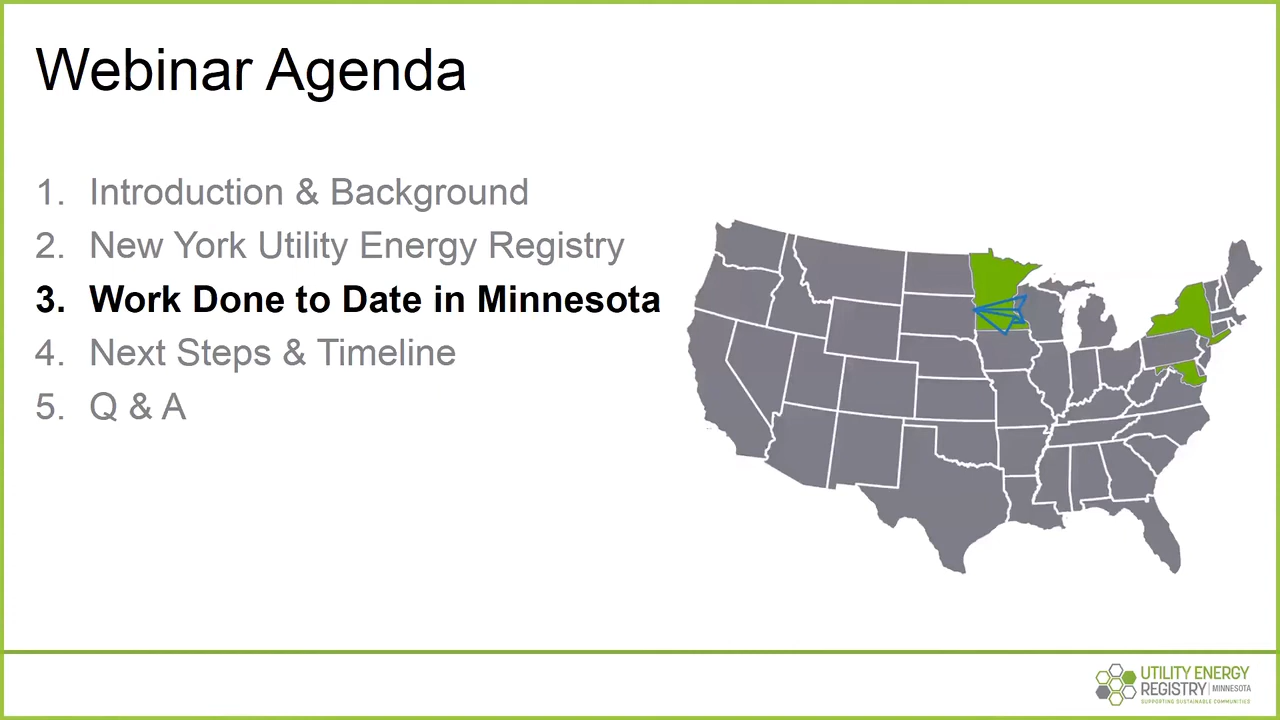 Webinar Agenda
1. Introduction & Background
2. New York Utility Energy Registry
3. Work Done to Date in Minnesota
4. Next Steps & Timeline
5. Q & A
UTILITY ENERGY
REGISTRY | MINNESOTA
SUPPORTING SUSTAINABLE COMMUNITIES